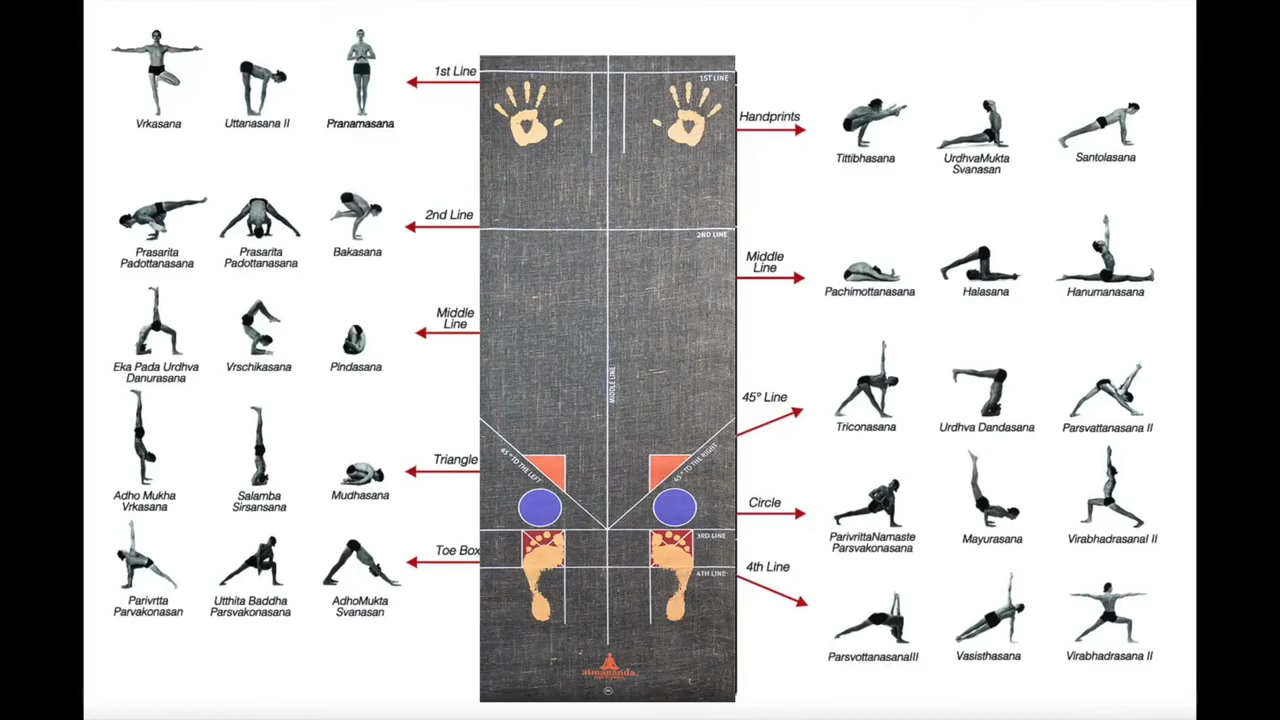 1st Line
Vrkasana
Uttanasana II
Pranamasana
2nd Line
Prasarita
Padottanasana
Prasarita
Padottanasana
Bakasana
Middle
Line
Eka Pada Urdhva
Danurasana
Vrschikasana
Pindasana
Triangle
Adho Mukha
Vrkasana
Salamba
Sirsansana
Mudhasana
Toe Box
Parivrtta
Parvakonasan
Utthita Baddha
Parsvakonasana
AdhoMukta
Svanasan
1ST LINE
2ND LINE
MIDDLE LINE
45° TO THE LEFT
45° TO THE RIGHT
3RD LINE
4TH LINE
atmananda
Handprints
Tittibhasana
UrdhvaMukta
Svanasan
Santolasana
Middle
Line
Pachimottanasana
Halasana
Hanumanasana
45° Line
Triconasana
Urdhva Dandasana
Parsvattanasana II
Circle
ParivrittaNamaste
Parsvakonasana
Mayurasana
Virabhadrasanal II
4th Line
ParsvottanasanaIII
Vasisthasana
Virabhadrasana II